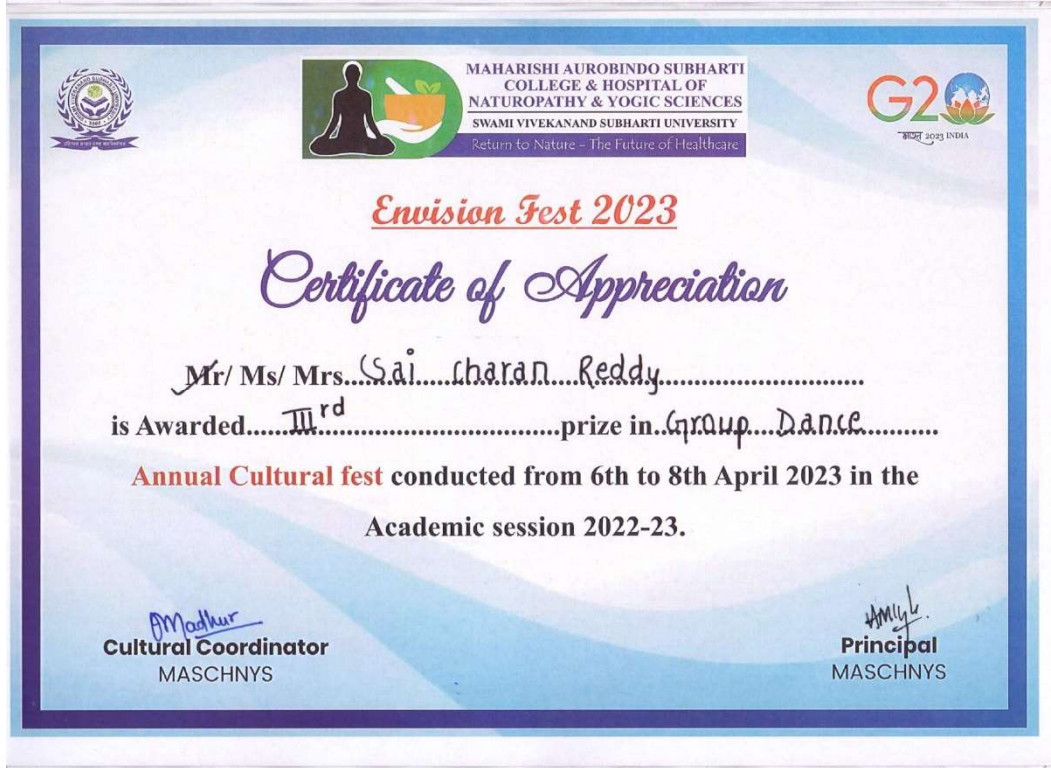 MAHARISHI AUROBINDO SUBHARTI
COLLEGE & HOSPITAL OF
NATUROPATHY & YOGIC SCIENCES
SWAMI VIVEKANAND SUBHARTI UNIVERSITY
Return to Nature – The Future of Healthcare
G20
भारत 2023 INDIA
Envision Fest 2023
Certificate of Appreciation
Mr/ Ms/ Mrs. Sai Charan Reddy
is Awarded IIIrd prize in Group Dance
Annual Cultural fest conducted from 6th to 8th April 2023 in the
Academic session 2022-23.
Madhur
Cultural Coordinator
MASCHNYS
Principal
MASCHNYS